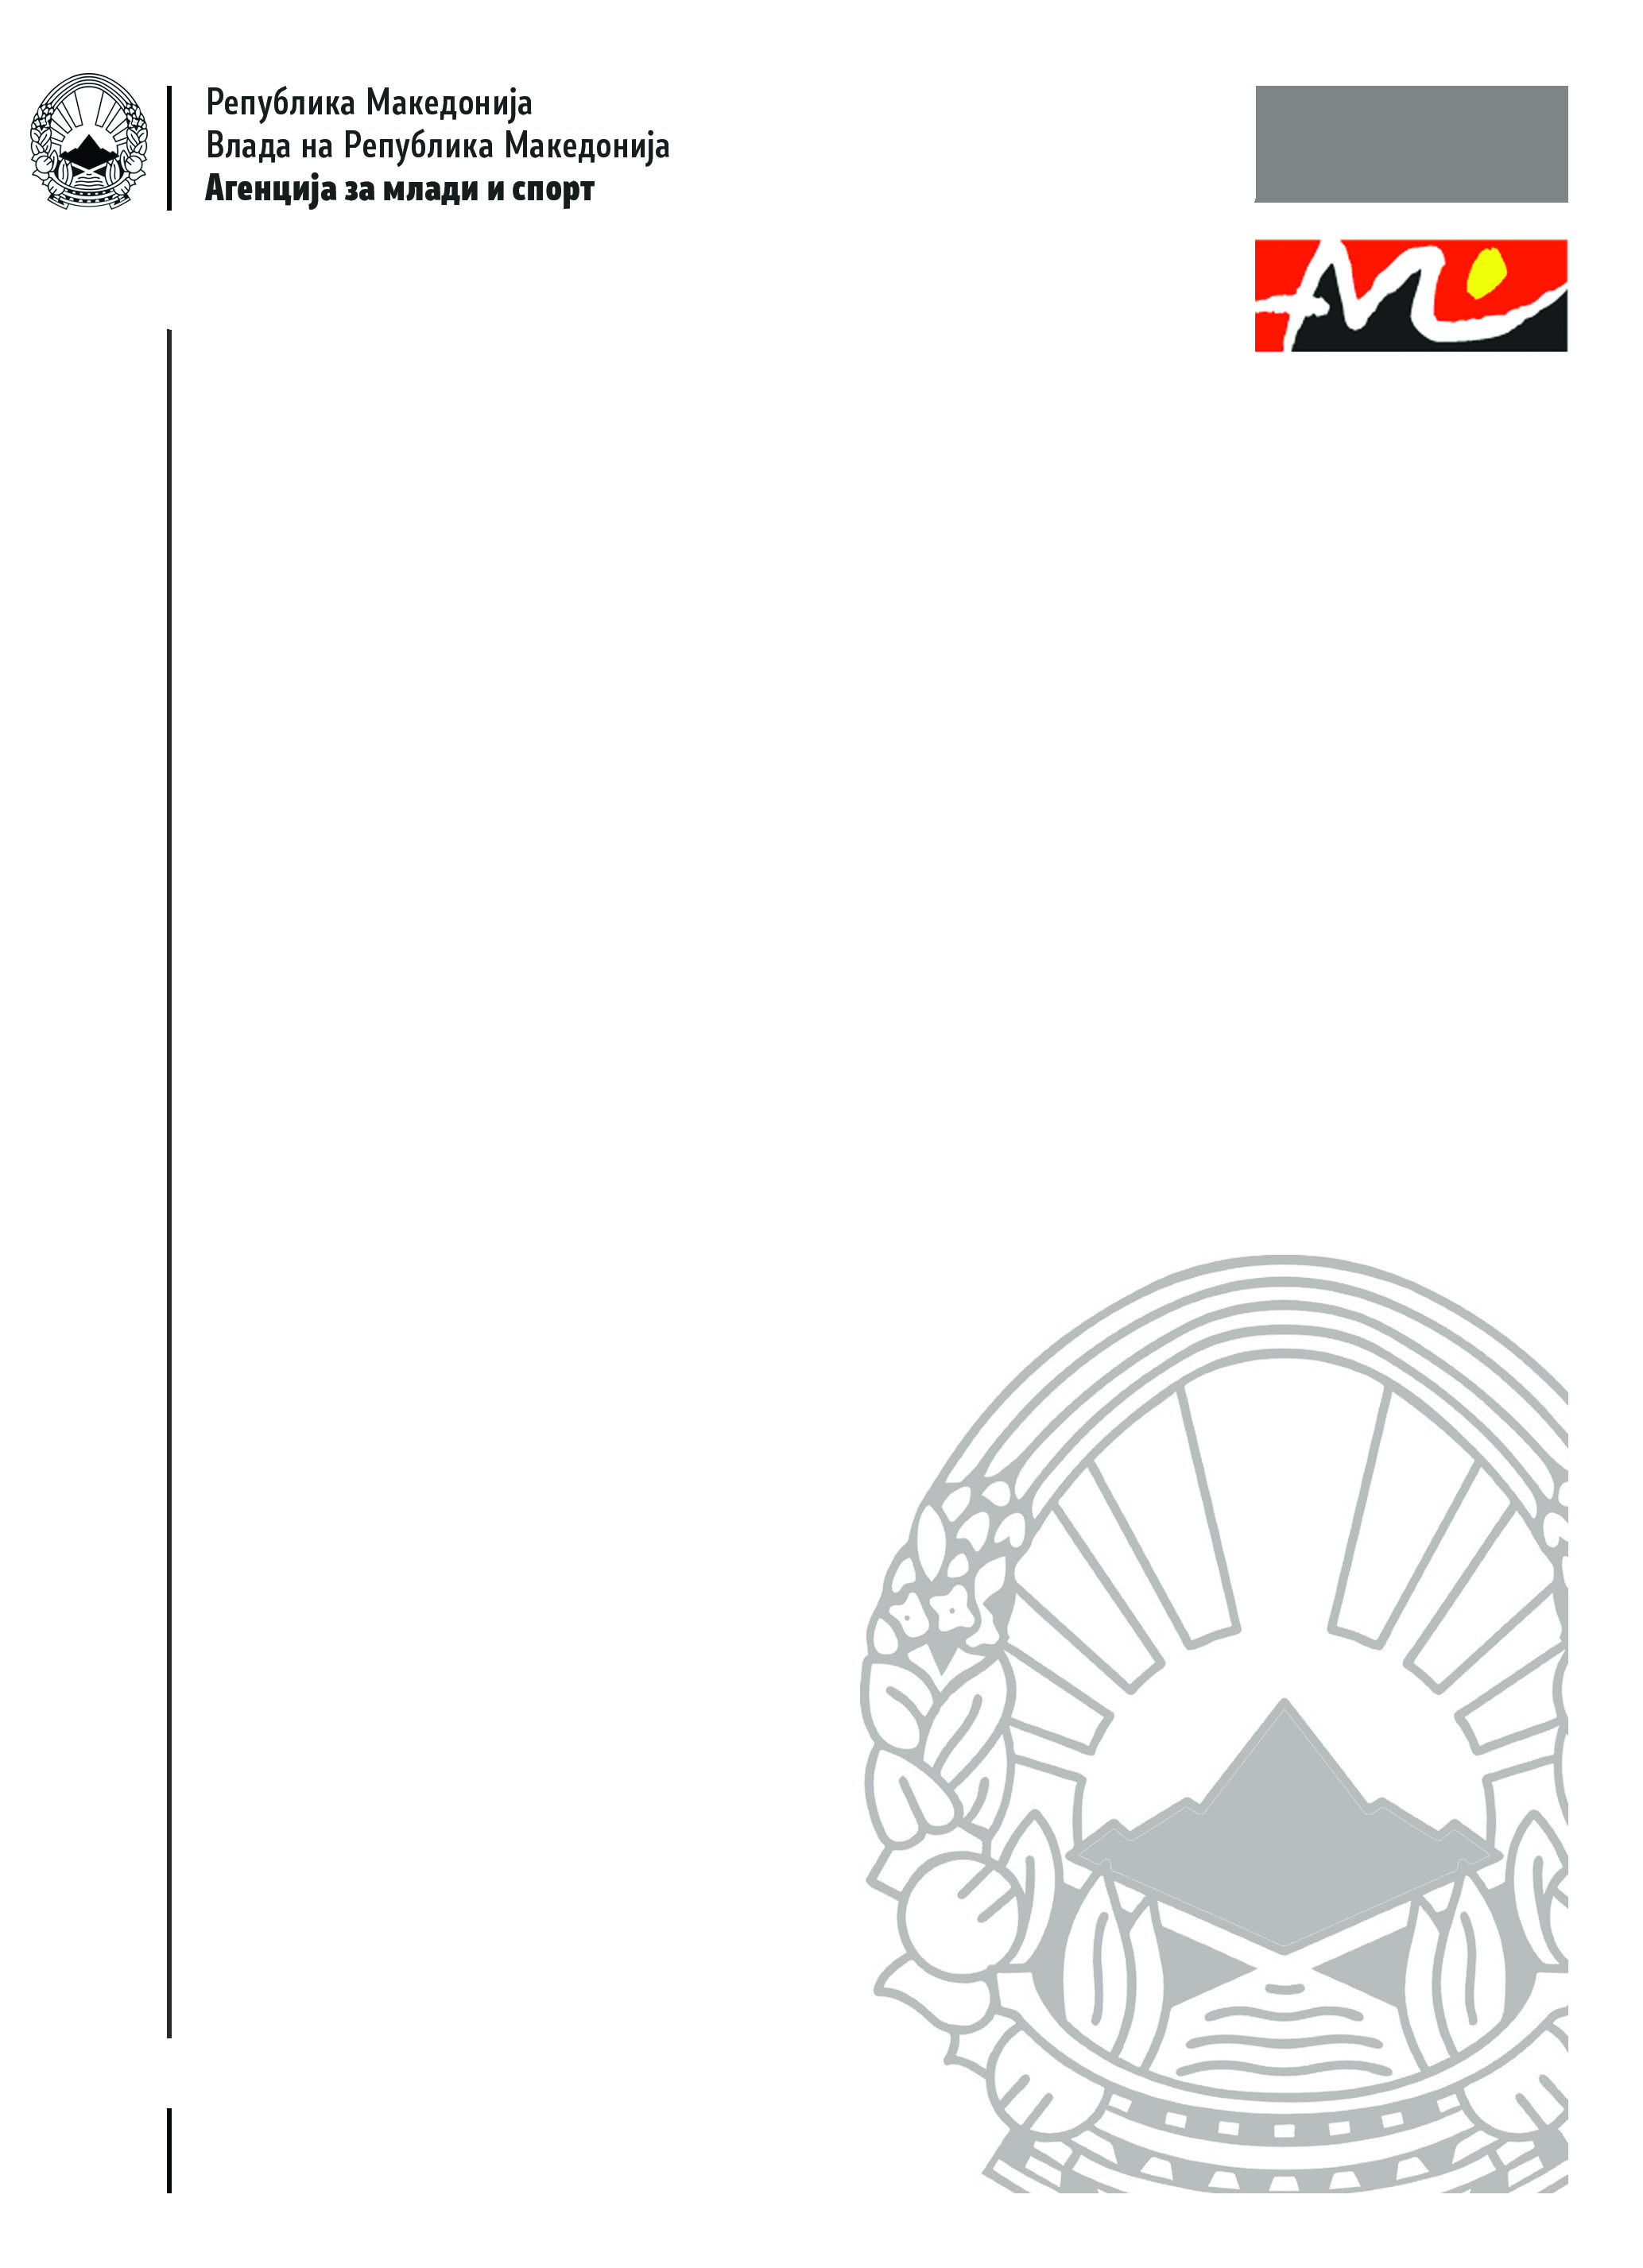 Република Македонија
Влада на Република Македонија
Агенција за млади и спорт